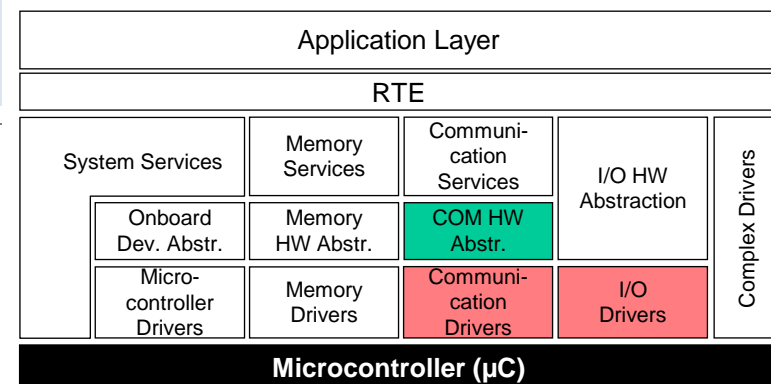 Application Layer
RTE
System Services
Memory
Services
Communi-
cation
Services
I/O HW
Abstraction
Complex Drivers
Onboard
Dev. Abstr.
Memory
HW Abstr.
COM HW
Abstr.
Micro-
controller
Drivers
Memory
Drivers
Communi-
cation
Drivers
I/O
Drivers
Microcontroller (µC)